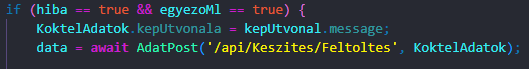 if (hiba == true && egyezoMl == true) {
KoktelAdatok.kepUtvonala = kepUtvonal.message;
data = await AdatPost('/api/Keszites/Feltoltes', KoktelAdatok);